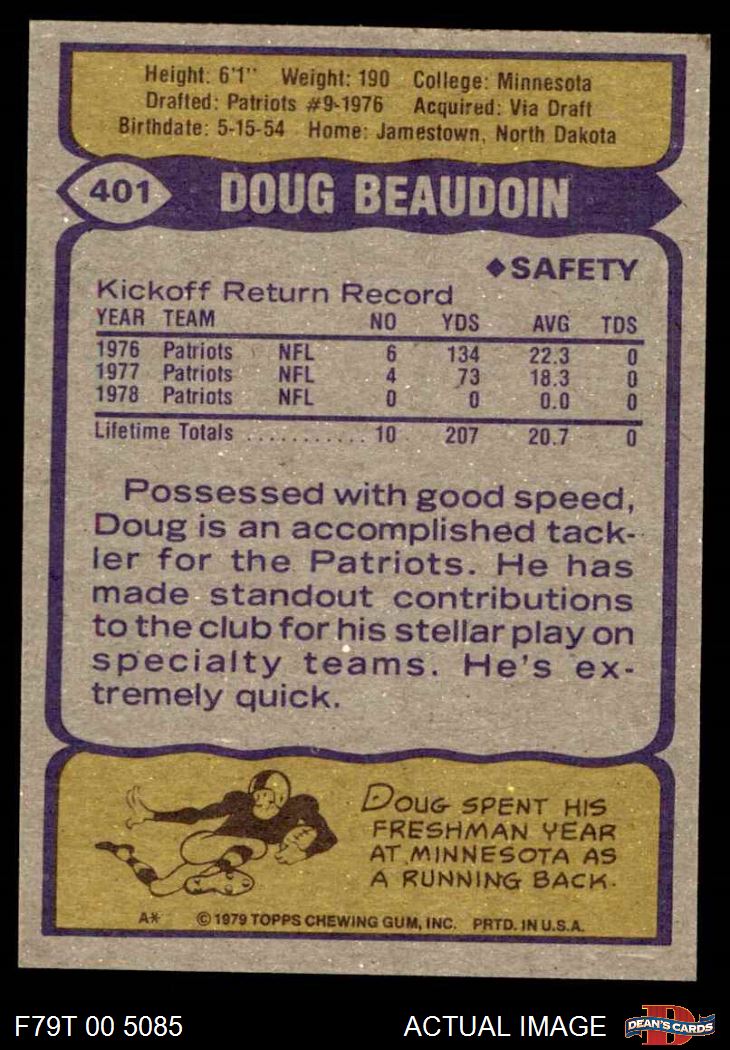 Height: 6'1" Weight: 190 College: Minnesota
Drafted: Patriots #9-1976 Acquired: Via Draft
Birthdate: 5-15-54 Home: Jamestown, North Dakota
401 DOUG BEAUDOIN
◆SAFETY
Kickoff Return Record
YEAR TEAM NO YDS AVG TDS
1976 Patriots NFL 6 134 22.3 0
1977 Patriots NFL 4 73 18.3 0
1978 Patriots NFL 0 0 0.0 0
Lifetime Totals ........... 10 207 20.7 0
Possessed with good speed,
Doug is an accomplished tack-
ler for the Patriots. He has
made standout contributions
to the club for his stellar play on
specialty teams. He's ex-
tremely quick.
DOUG SPENT HIS
FRESHMAN YEAR
AT MINNESOTA AS
A RUNNING BACK.
A* © 1979 TOPPS CHEWING GUM, INC. PRTD. IN U.S.A.
F79T 00 5085 ACTUAL IMAGE D DEAN'S CARDS